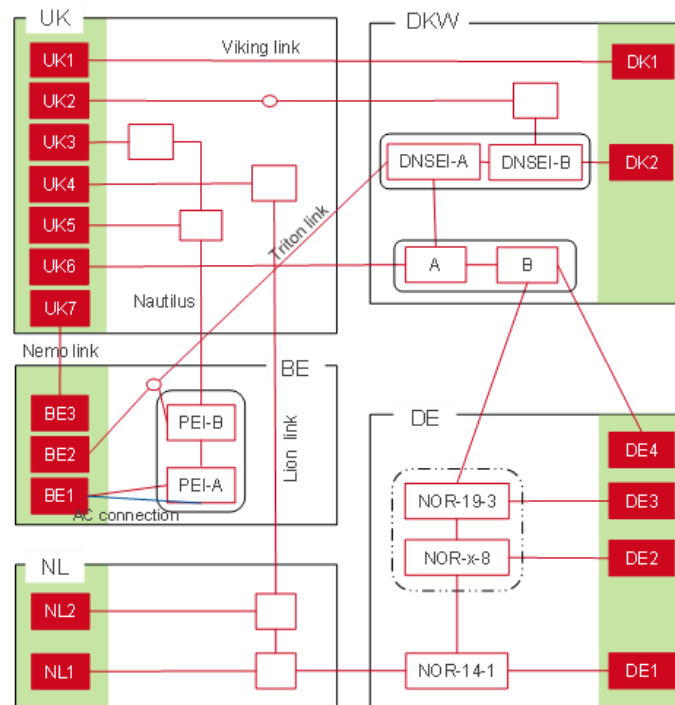 UK
DKW
UK1
Viking link
DK1
UK2
UK3
DNSEI-A
DNSEI-B
DK2
UK4
UK5
Triton link
UK6
A
B
Nautilus
UK7
Nemo link
BE
DE
BE3
PEI-B
Lion link
DE4
BE2
PEI-A
BE1
NOR-19-3
DE3
AC connection
NOR-x-8
DE2
NL
NL2
NL1
NOR-14-1
DE1